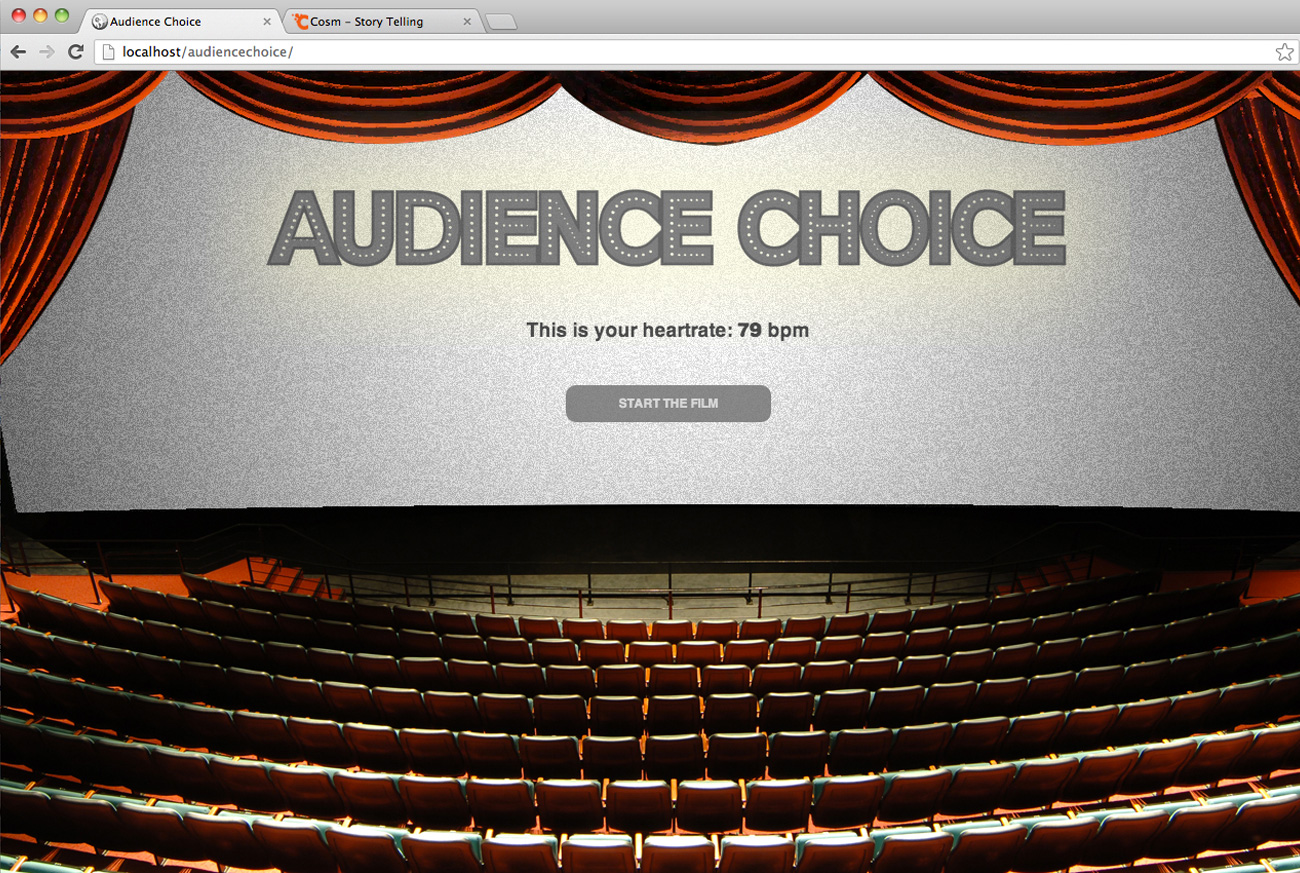 Audience Choice
Cosm - Story Telling
localhost/audiencechoice/
AUDIENCE CHOICE
This is your heartrate: 79 bpm
START THE FILM